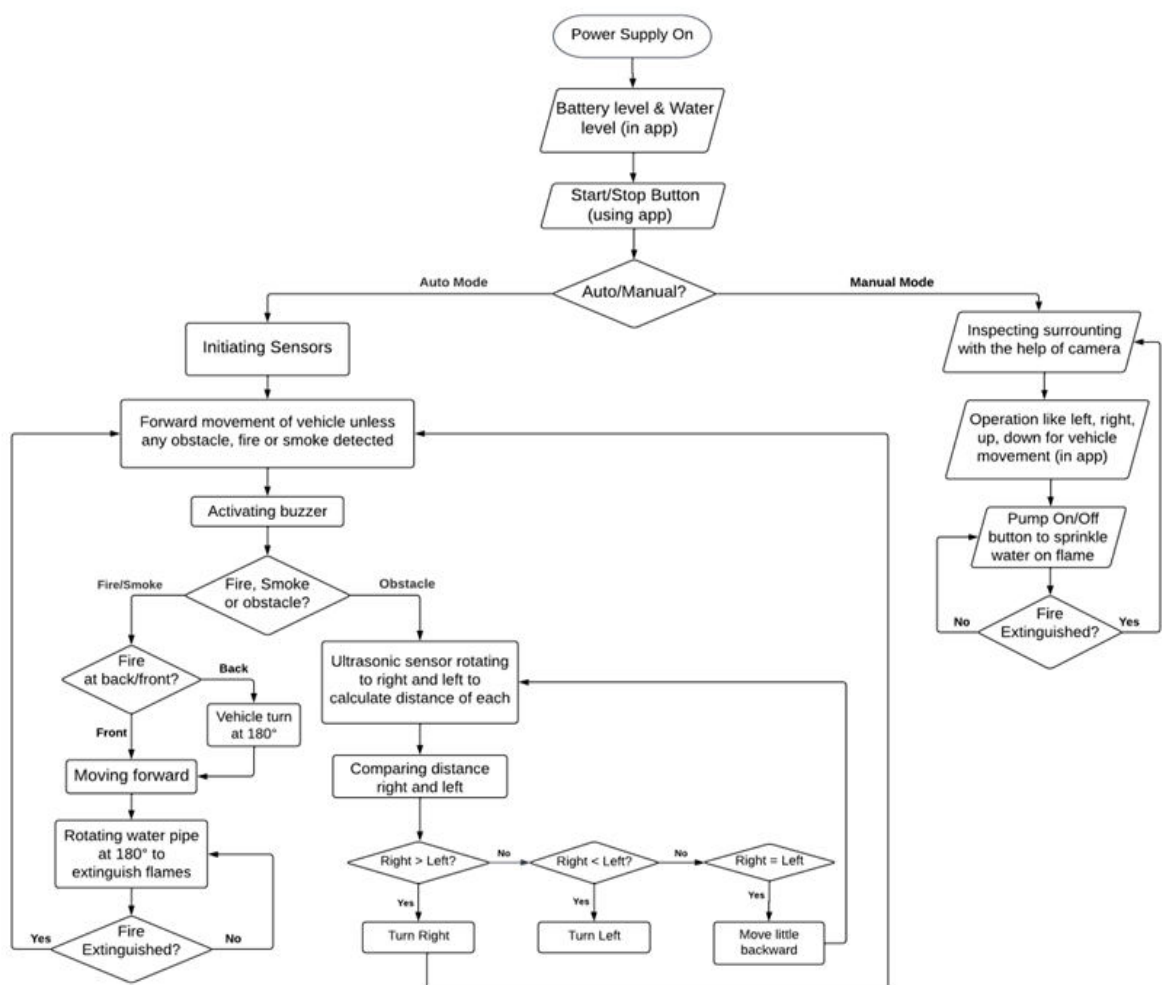 Power Supply On
Battery level & Water
level (in app)
Start/Stop Button
(using app)
Auto/Manual?
Auto Mode
Manual Mode
Initiating Sensors
Forward movement of vehicle unless
any obstacle, fire or smoke detected
Activating buzzer
Fire, Smoke
or obstacle?
Fire/Smoke
Obstacle
Fire
at back/front?
Back
Front
Vehicle turn
at 180°
Moving forward
Rotating water pipe
at 180° to
extinguish flames
Fire
Extinguished?
Yes
No
Ultrasonic sensor rotating
to right and left to
calculate distance of each
Comparing distance
right and left
Right > Left?
No
Right < Left?
No
Right = Left
Yes
Yes
Yes
Turn Right
Turn Left
Move little
backward
Inspecting surrounting
with the help of camera
Operation like left, right,
up, down for vehicle
movement (in app)
Pump On/Off
button to sprinkle
water on flame
Fire
Extinguished?
No
Yes